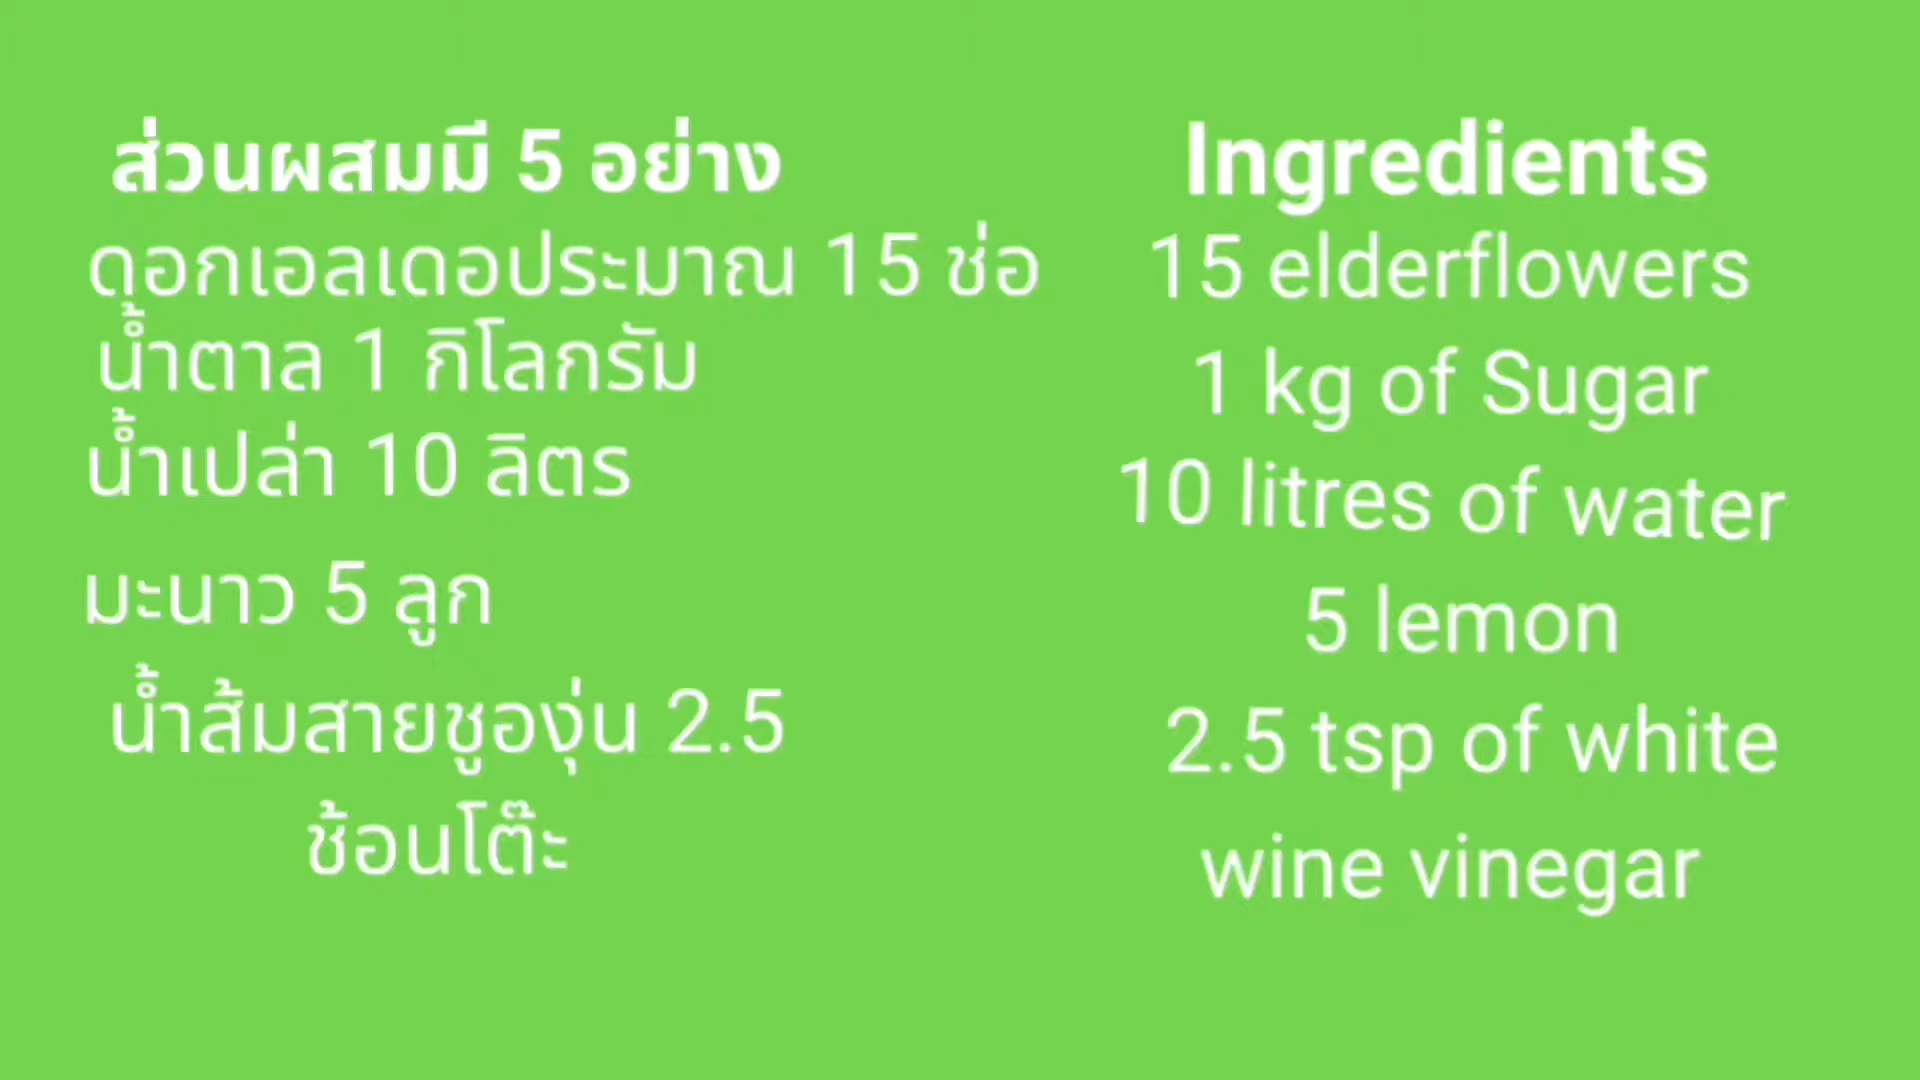 ส่วนผสมมี 5 อย่าง
ดอกเอลเดอประมาณ 15 ช่อ
น้ำตาล 1 กิโลกรัม
น้ำเปล่า 10 ลิตร
มะนาว 5 ลูก
น้ำส้มสายชูองุ่น 2.5
ช้อนโต๊ะ
Ingredients
15 elderflowers
1 kg of Sugar
10 litres of water
5 lemon
2.5 tsp of white
wine vinegar